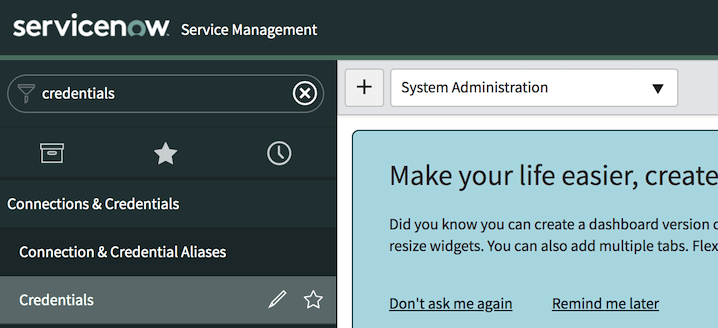 servicenow Service Management
credentials
System Administration
Connections & Credentials
Connection & Credential Aliases
Credentials
Make your life easier, create
Did you know you can create a dashboard version
resize widgets. You can also add multiple tabs.
Don't ask me again
Remind me later